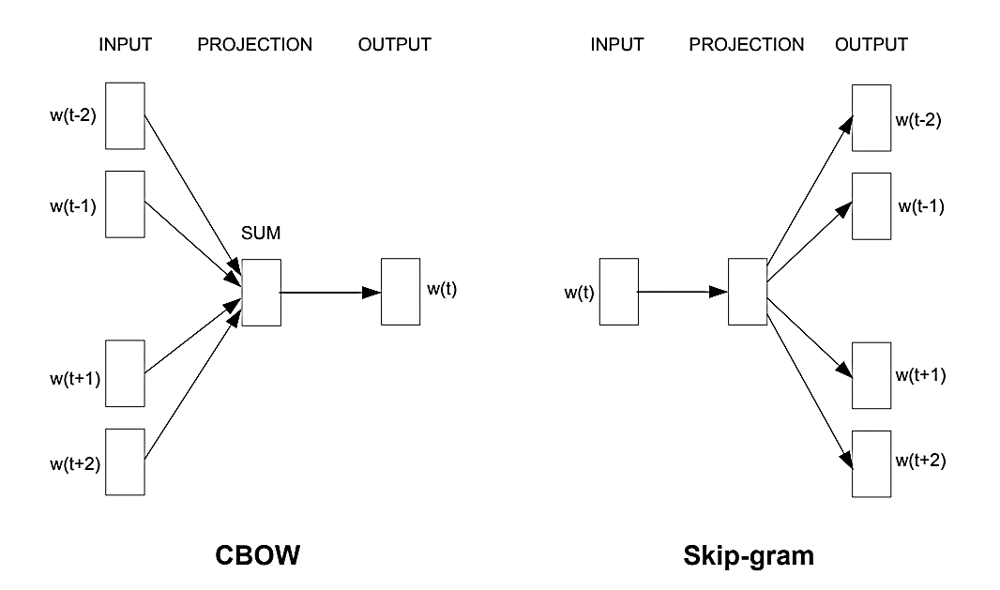 INPUT PROJECTION OUTPUT
w(t-2)
w(t-1)
SUM
w(t)
w(t+1)
w(t+2)
CBOW
INPUT PROJECTION OUTPUT
w(t-2)
w(t-1)
w(t)
w(t+1)
w(t+2)
Skip-gram